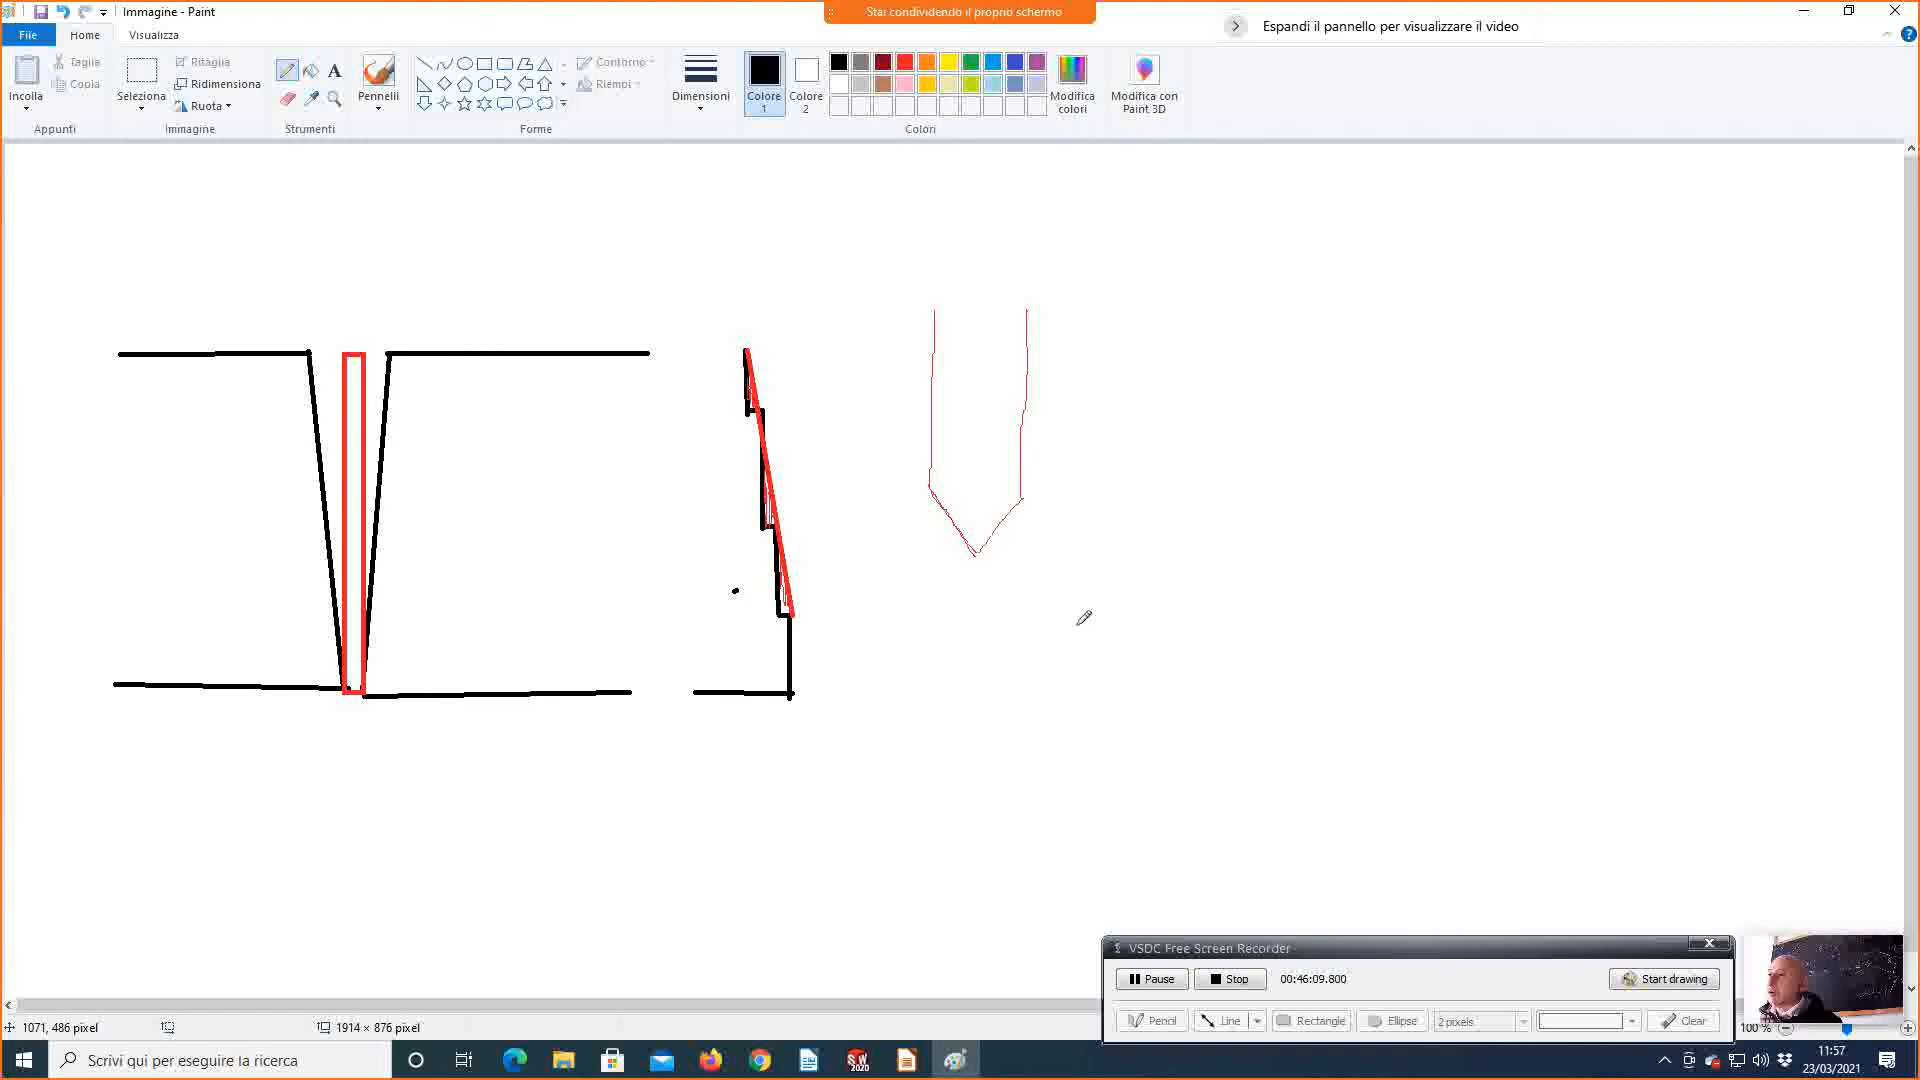 Immagine - Paint
Stai condividendo il proprio schermo
Espandi il pannello per visualizzare il video
File
Home
Visualizza
Incolla
Taglia
Copia
Appunti
Seleziona
Ritaglia
Ridimensiona
Ruota
Immagine
A
Strumenti
Pennelli
Contorno
Riempi
Forme
Dimensioni
Colore 1
Colore 2
Modifica colori
Colori
Modifica con Paint 3D
VSDC Free Screen Recorder
Pause
Stop
00:46:09.800
Start drawing
Pencil
Line
Rectangle
Ellipse
2 pixels
Clear
1071, 486 pixel
1914 × 876 pixel
100 %
Scrivi qui per eseguire la ricerca
SW
2020
11:57
23/03/2021